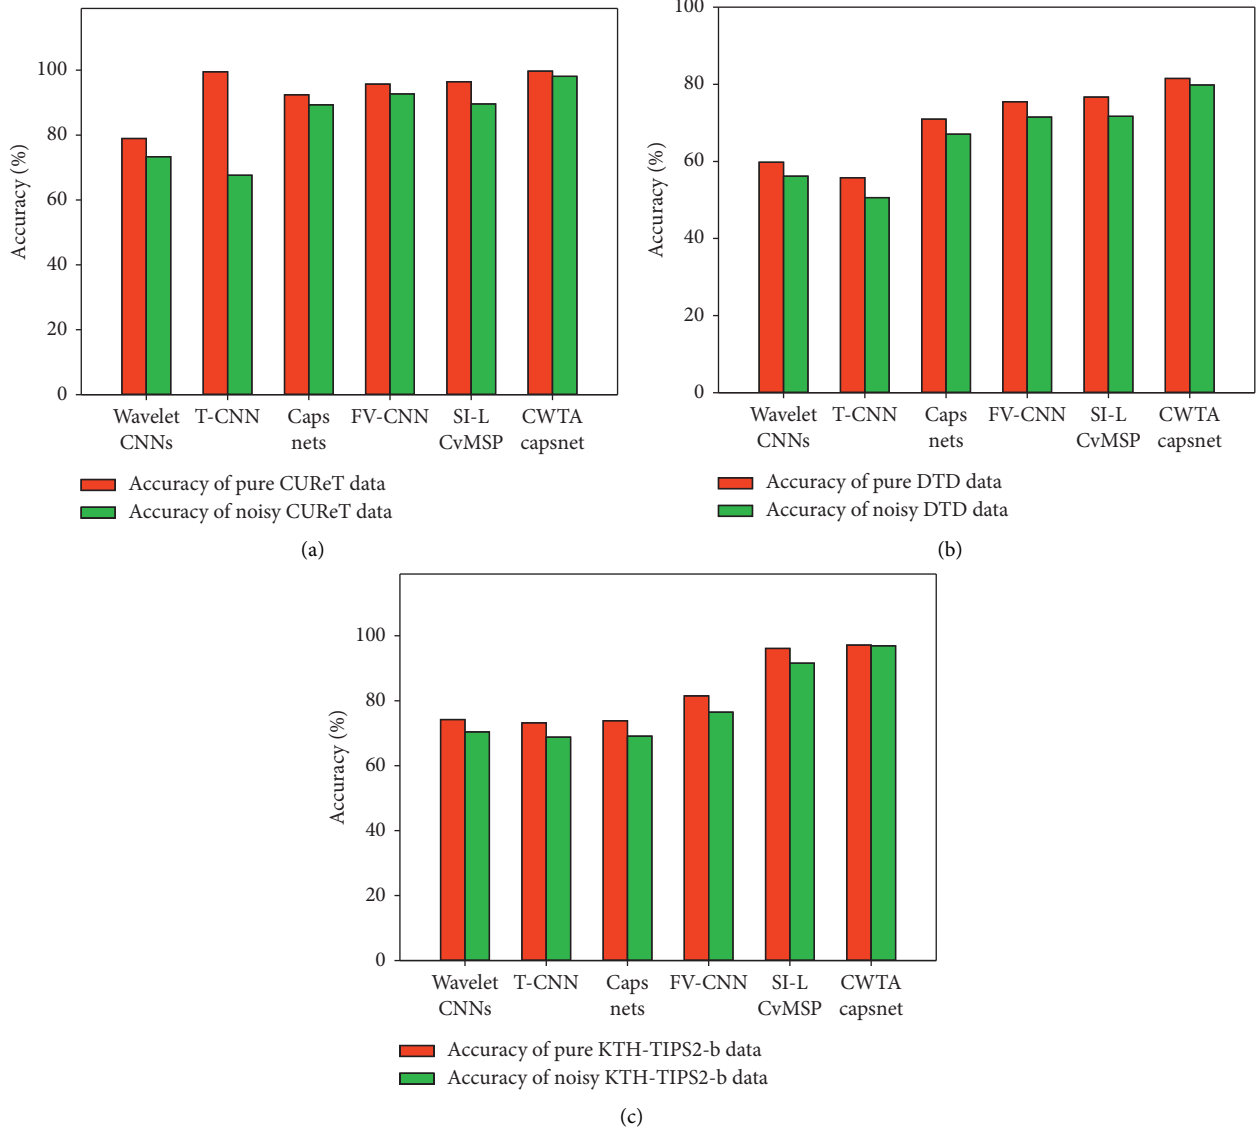 Accuracy (%)
100
80
60
40
20
0
Wavelet CNNs
T-CNN
Caps nets
FV-CNN
SI-L CvMSP
CWTA capsnet
Accuracy of pure CUReT data
Accuracy of noisy CUReT data
(a)
Accuracy (%)
100
80
60
40
20
0
Wavelet CNNs
T-CNN
Caps nets
FV-CNN
SI-L CvMSP
CWTA capsnet
Accuracy of pure DTD data
Accuracy of noisy DTD data
(b)
Accuracy (%)
100
80
60
40
20
0
Wavelet CNNs
T-CNN
Caps nets
FV-CNN
SI-L CvMSP
CWTA capsnet
Accuracy of pure KTH-TIPS2-b data
Accuracy of noisy KTH-TIPS2-b data
(c)